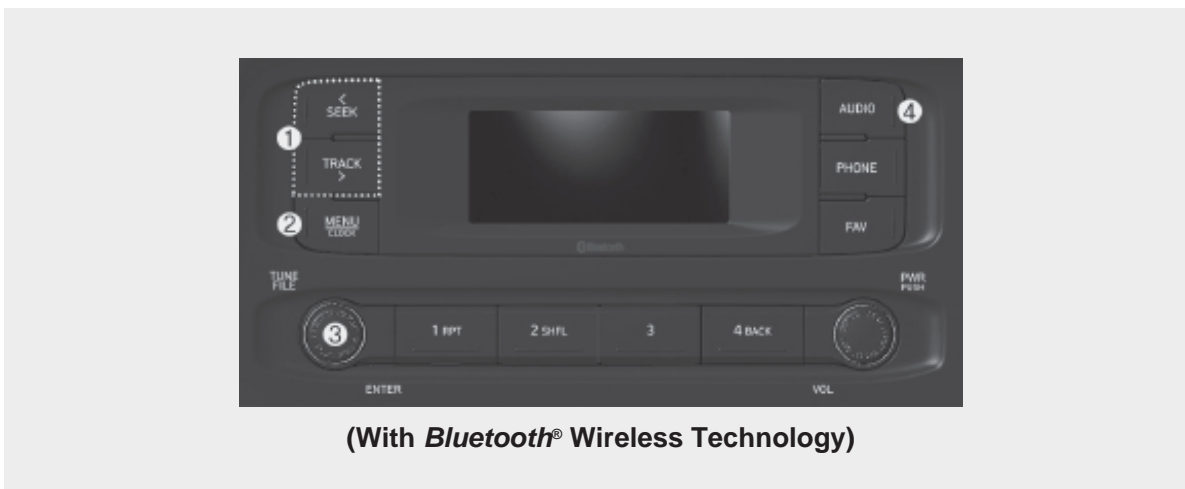 <
SEEK
TRACK
>
MENU
CLOCK
1
2
AUDIO
4
PHONE
FAV
Bluetooth
TUNE
FILE
PWR
PUSH
3
1 RPT
2 SHFL
3
4 BACK
ENTER
VOL
(With Bluetooth® Wireless Technology)